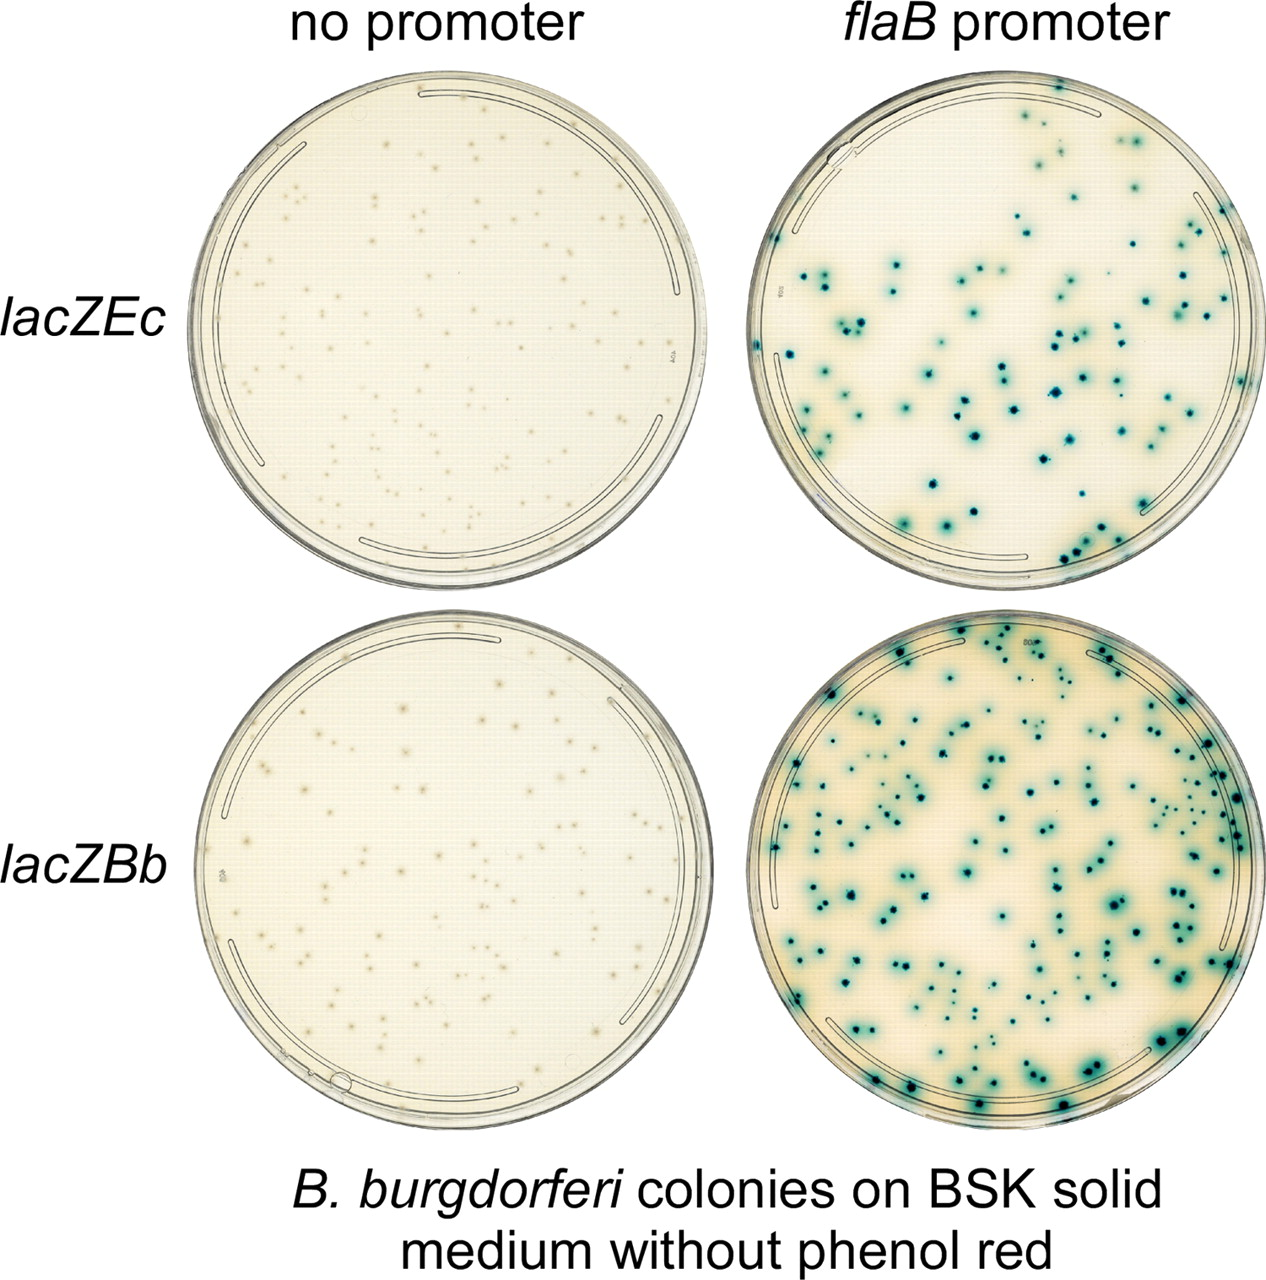 no promoter
flaB promoter
lacZEc
lacZBb
B. burgdorferi colonies on BSK solid
medium without phenol red